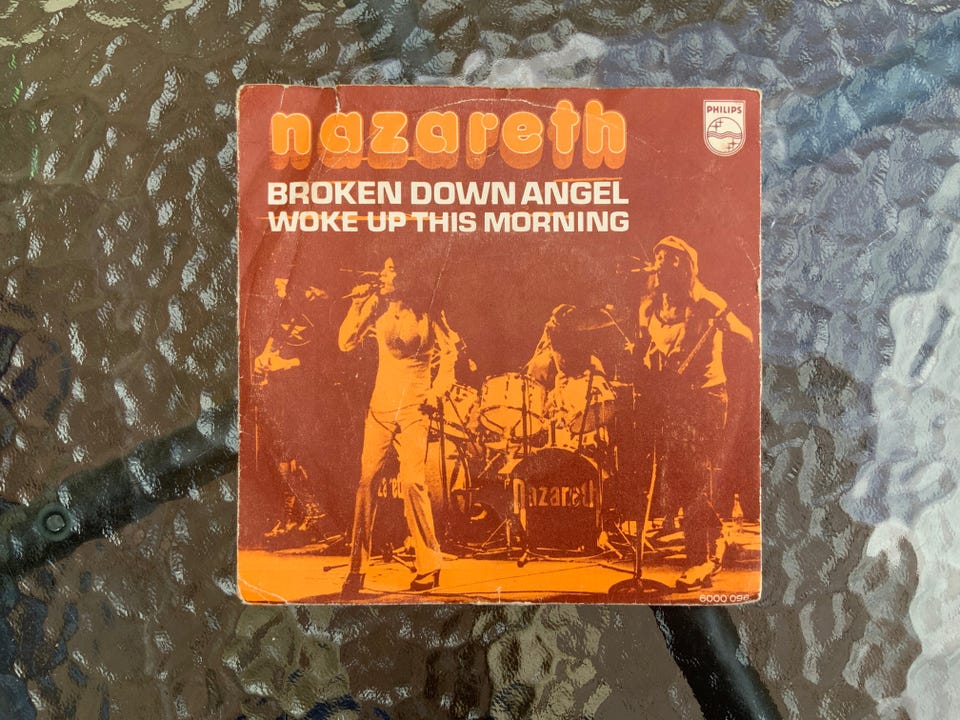 nazareth
PHILIPS
BROKEN DOWN ANGEL
WOKE UP THIS MORNING
nazareth
6000 096